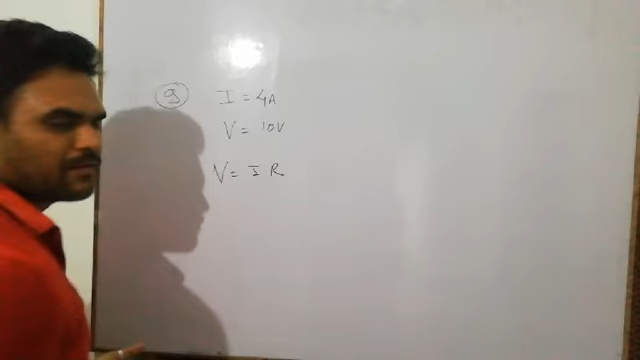 9 I = 4A
V = 10V
V = I R